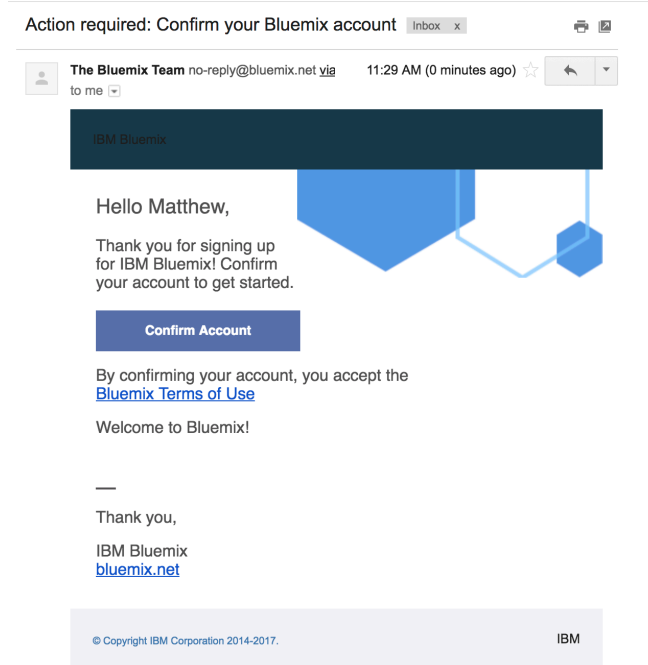 Action required: Confirm your Bluemix account Inbox x
The Bluemix Team no-reply@bluemix.net via 11:29 AM (0 minutes ago)
to me
IBM Bluemix
Hello Matthew,
Thank you for signing up
for IBM Bluemix! Confirm
your account to get started.
Confirm Account
By confirming your account, you accept the
Bluemix Terms of Use
Welcome to Bluemix!
—
Thank you,
IBM Bluemix
bluemix.net
© Copyright IBM Corporation 2014-2017. IBM